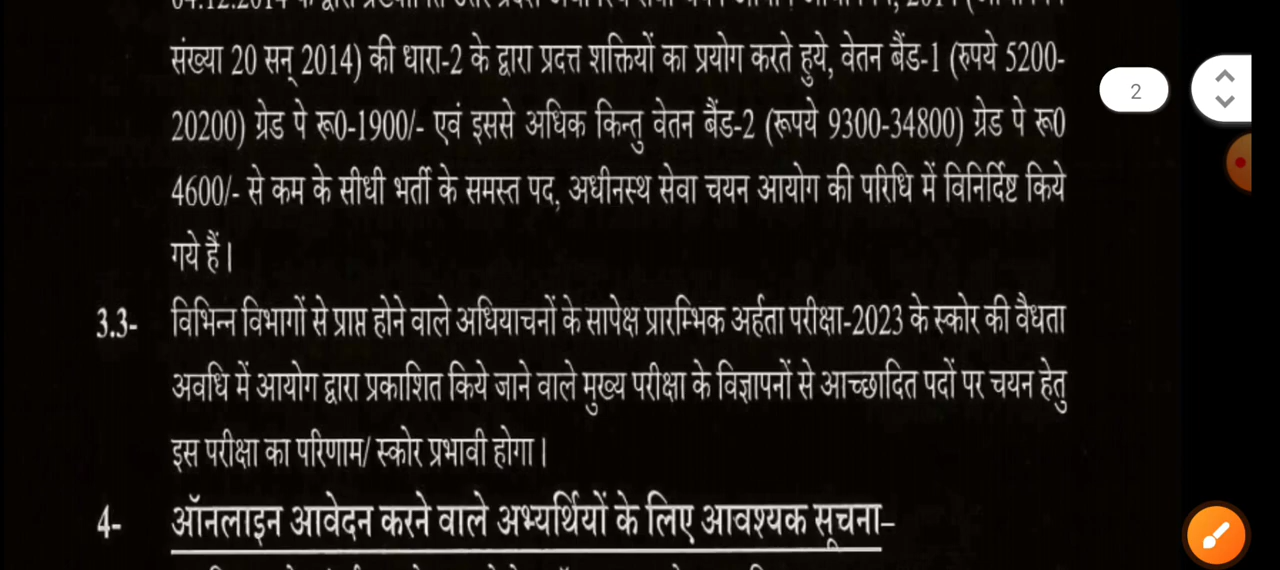 संख्या 20 सन् 2014) की धारा-2 के द्वारा प्रदत्त शक्तियों का प्रयोग करते हुये, वेतन बैंड-1 (रुपये 5200-
20200) ग्रेड पे रू0-1900/- एवं इससे अधिक किन्तु वेतन बैंड-2 (रूपये 9300-34800) ग्रेड पे रू0
4600/- से कम के सीधी भर्ती के समस्त पद, अधीनस्थ सेवा चयन आयोग की परिधि में विनिर्दिष्ट किये
गये हैं।
3.3- विभिन्न विभागों से प्राप्त होने वाले अधियाचनों के सापेक्ष प्रारम्भिक अर्हता परीक्षा-2023 के स्कोर की वैधता
अवधि में आयोग द्वारा प्रकाशित किये जाने वाले मुख्य परीक्षा के विज्ञापनों से आच्छादित पदों पर चयन हेतु
इस परीक्षा का परिणाम/ स्कोर प्रभावी होगा।
4- ऑनलाइन आवेदन करने वाले अभ्यर्थियों के लिए आवश्यक सूचना-
2